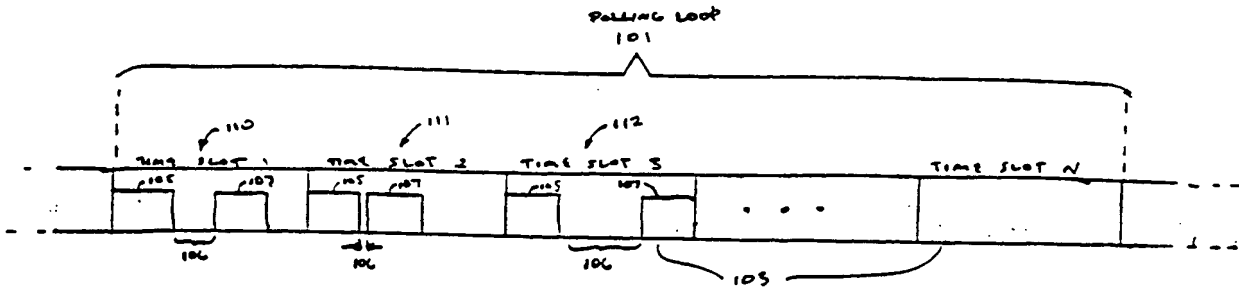 POLLING LOOP
101
110
111
112
TIME SLOT 1
TIME SLOT 2
TIME SLOT 3
TIME SLOT N
105
107
105
107
105
107
106
106
106
103